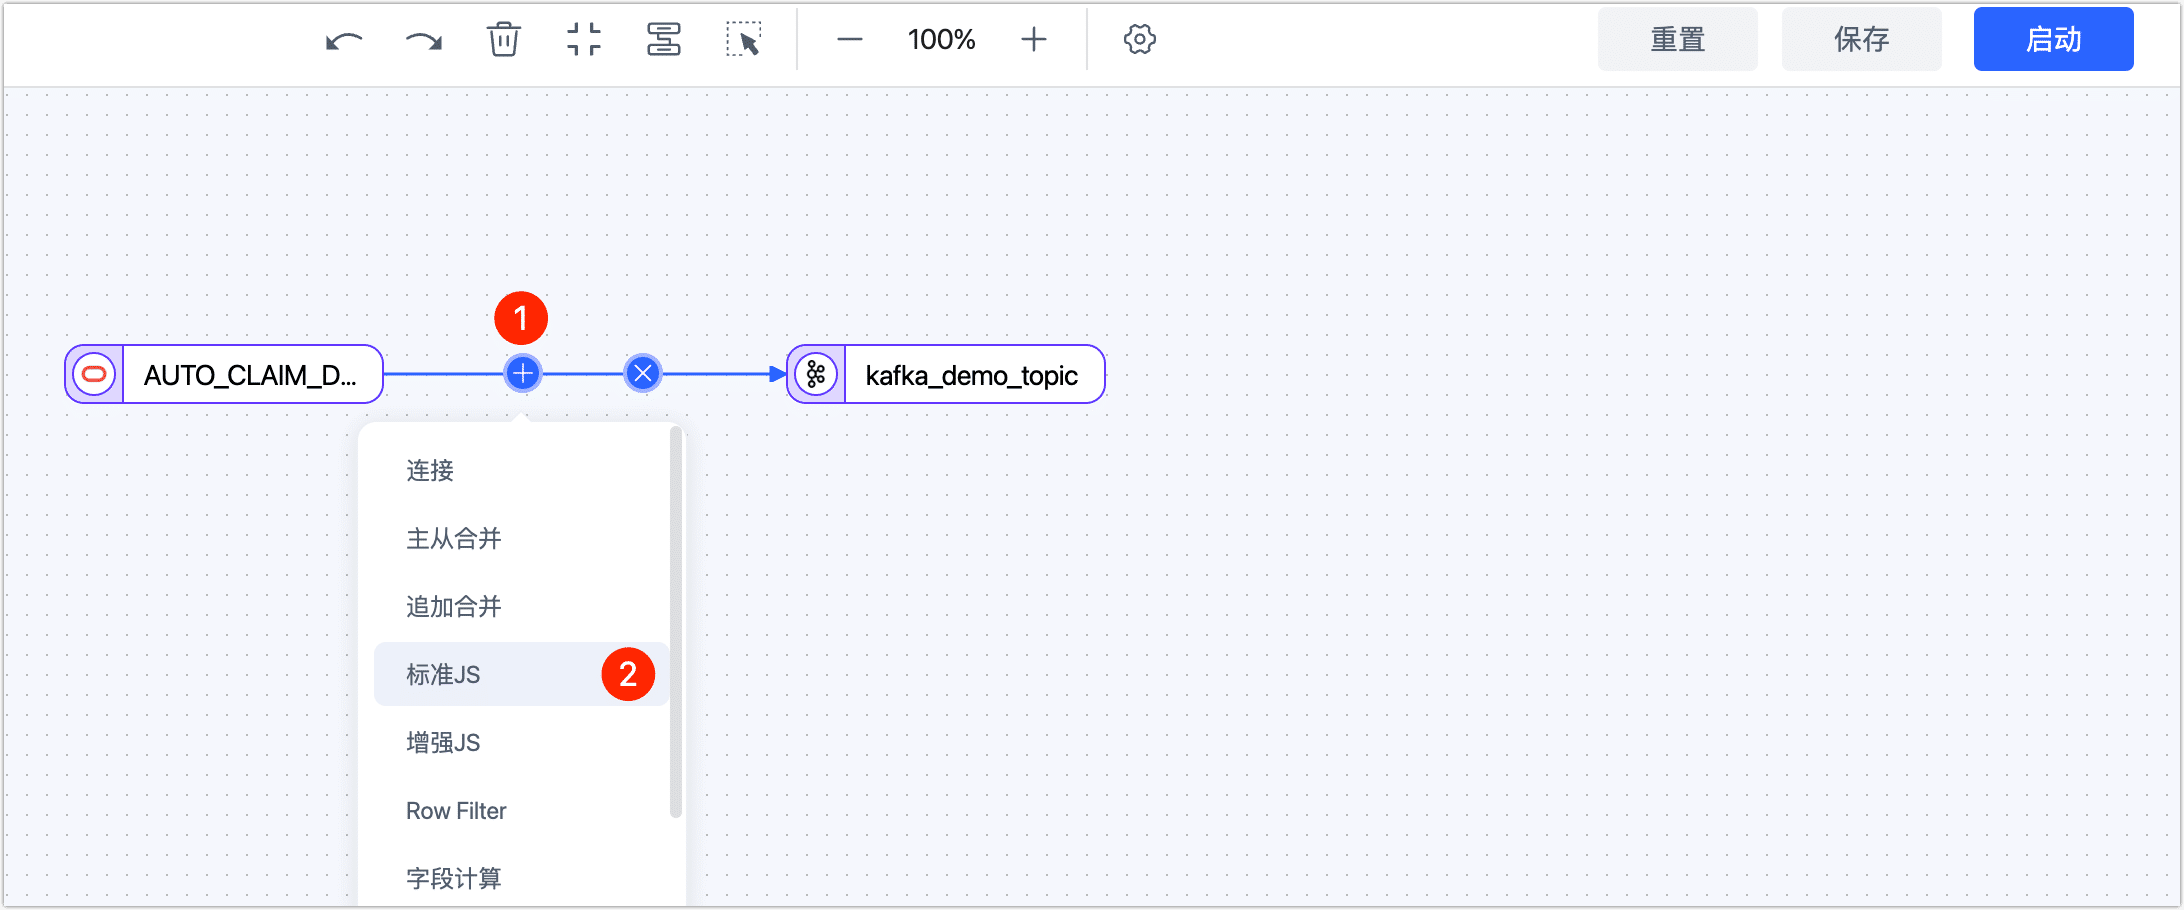 100%
重置
保存
启动
1
AUTO_CLAIM_D...
kafka_demo_topic
连接
主从合并
追加合并
标准JS
2
增强JS
Row Filter
字段计算